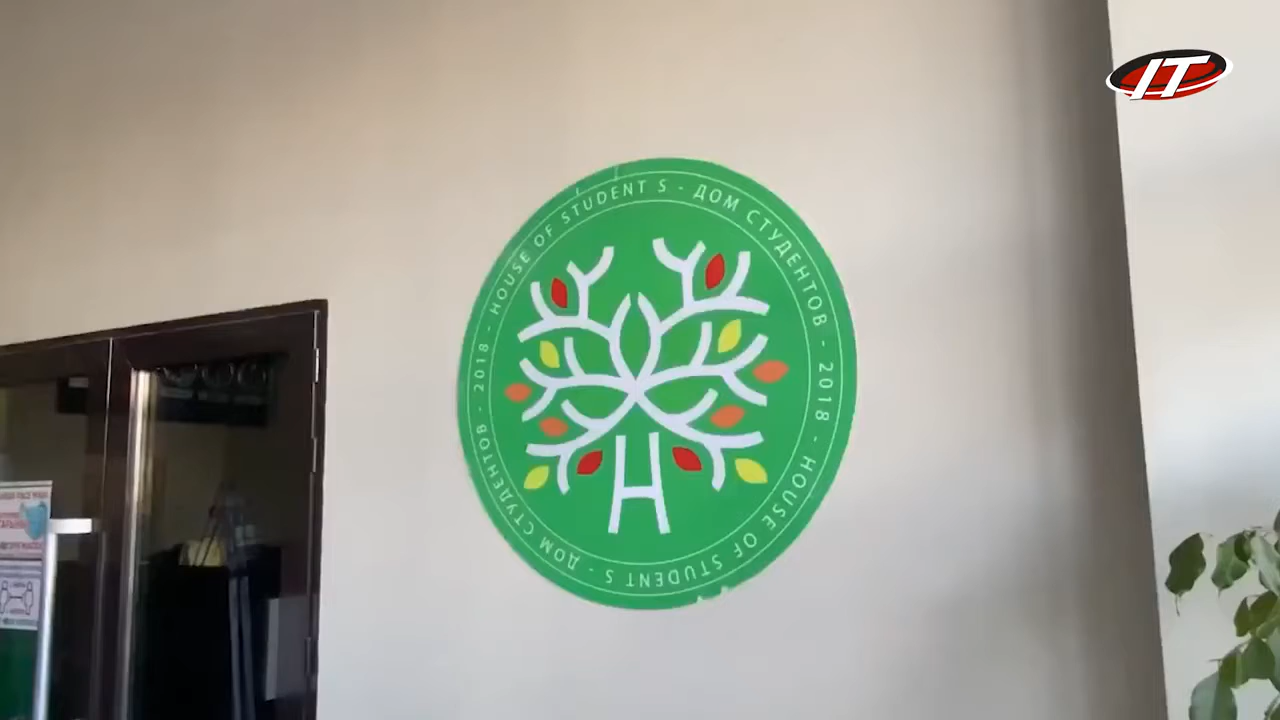 IT
HOUSE OF STUDENT S - ДОМ СТУДЕНТОВ - 2018 - HOUSE OF STUDENT S - ДОМ СТУДЕНТОВ - 2018 -
H